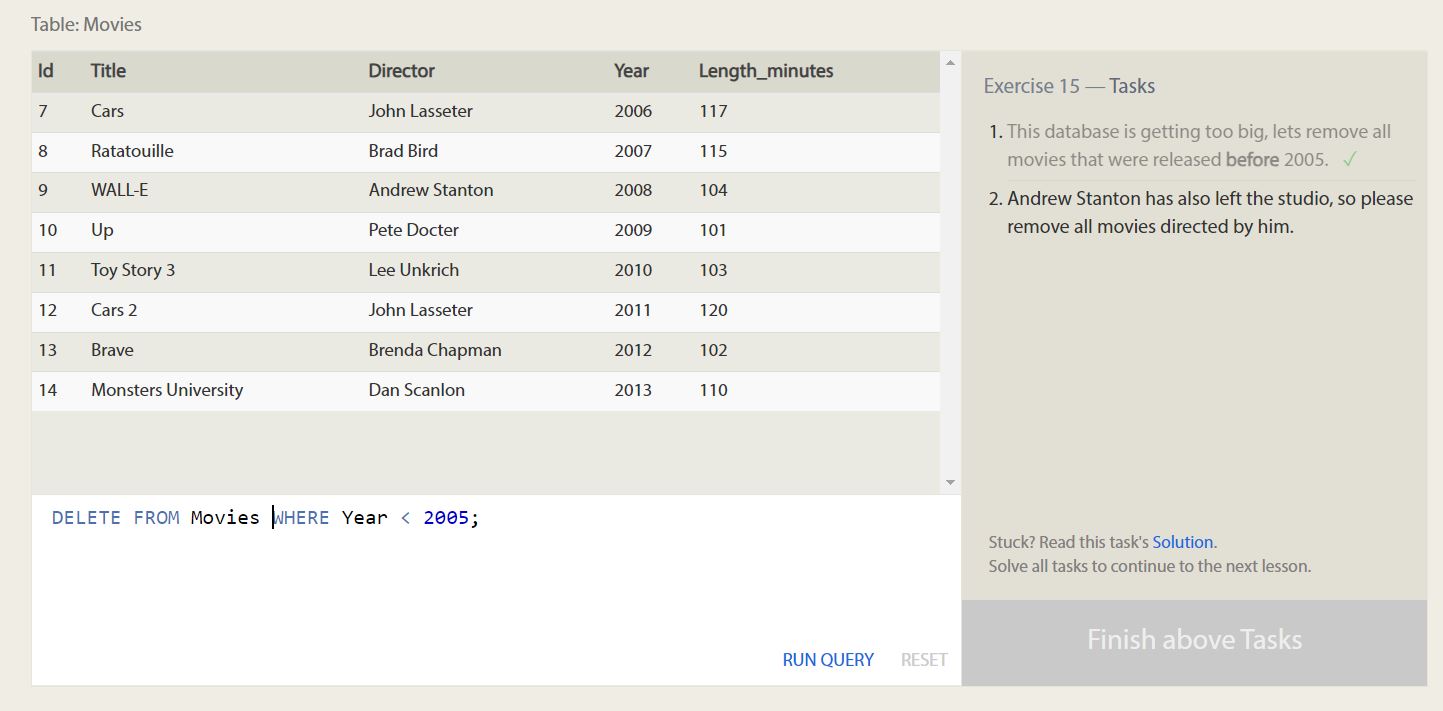 Table: Movies
Id Title Director Year Length_minutes
7 Cars John Lasseter 2006 117
8 Ratatouille Brad Bird 2007 115
9 WALL-E Andrew Stanton 2008 104
10 Up Pete Docter 2009 101
11 Toy Story 3 Lee Unkrich 2010 103
12 Cars 2 John Lasseter 2011 120
13 Brave Brenda Chapman 2012 102
14 Monsters University Dan Scanlon 2013 110
DELETE FROM Movies WHERE Year < 2005;
RUN QUERY RESET
Exercise 15 — Tasks
1. This database is getting too big, lets remove all
movies that were released before 2005. ✓
2. Andrew Stanton has also left the studio, so please
remove all movies directed by him.
Stuck? Read this task's Solution.
Solve all tasks to continue to the next lesson.
Finish above Tasks